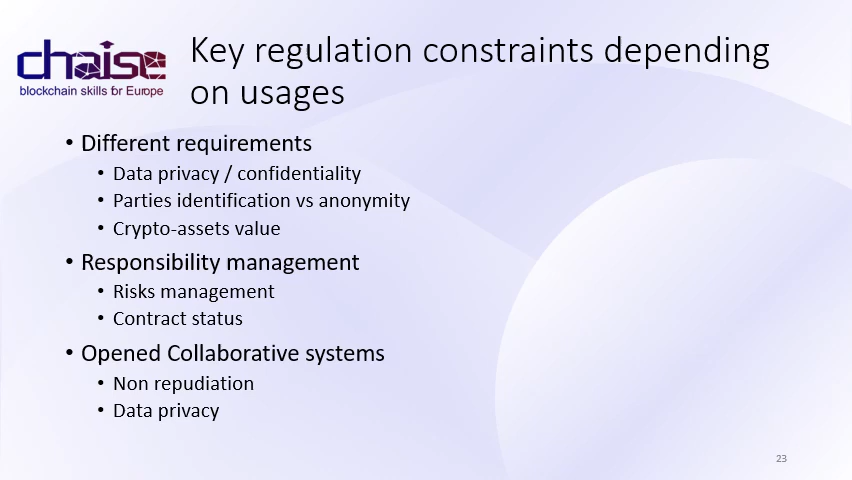 chaise
blockchain skills for Europe
Key regulation constraints depending
on usages
• Different requirements
• Data privacy / confidentiality
• Parties identification vs anonymity
• Crypto-assets value
• Responsibility management
• Risks management
• Contract status
• Opened Collaborative systems
• Non repudiation
• Data privacy
23